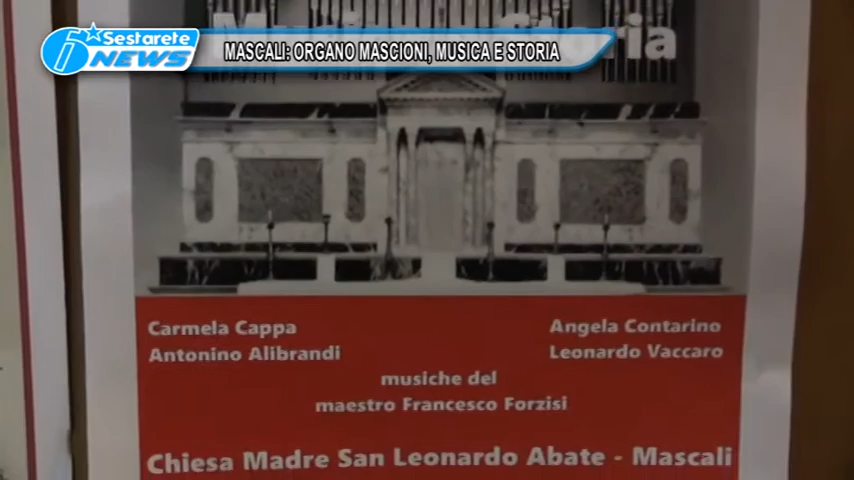 Sestarete
6 NEWS
MASCALI: ORGANO MASCIONI, MUSICA E STORIA
Carmela Cappa
Antonino Alibrandi
Angela Contarino
Leonardo Vaccaro
musiche del
maestro Francesco Forzisi
Chiesa Madre San Leonardo Abate - Mascali